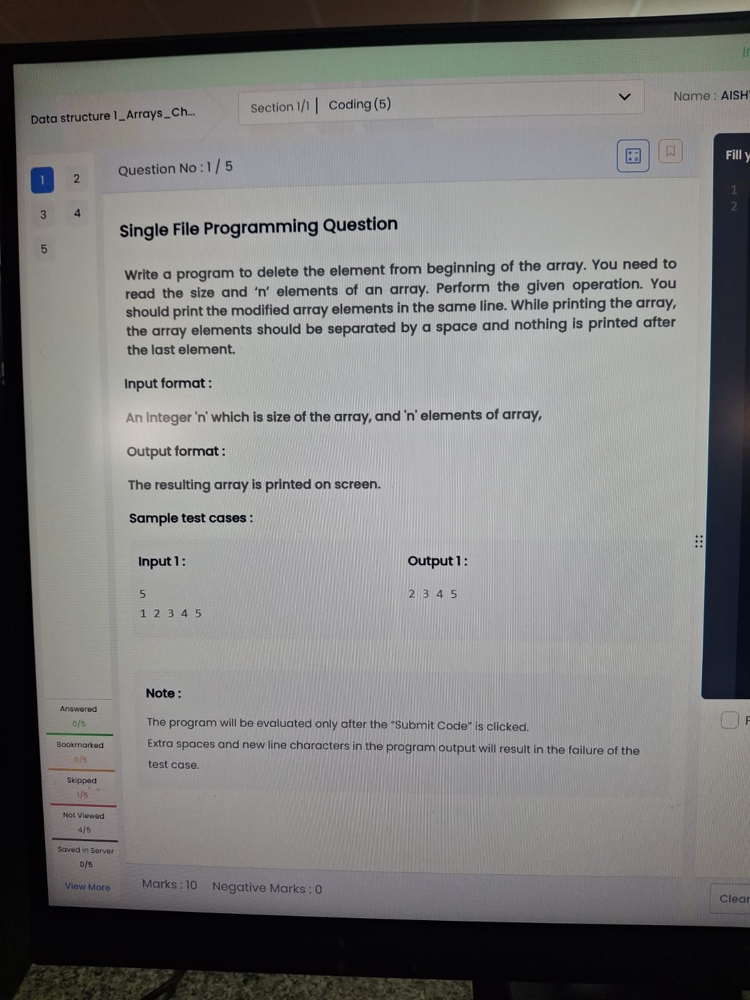 Data structure 1_Arrays_Ch...
Section 1/1 | Coding (5)
Name : AISH
1 2
3 4
5
Question No : 1 / 5
Fill
1
2
Single File Programming Question
Write a program to delete the element from beginning of the array. You need to
read the size and ‘n’ elements of an array. Perform the given operation. You
should print the modified array elements in the same line. While printing the array,
the array elements should be separated by a space and nothing is printed after
the last element.
Input format :
An integer 'n' which is size of the array, and 'n' elements of array,
Output format :
The resulting array is printed on screen.
Sample test cases :
Input 1 :
Output 1 :
5
1 2 3 4 5
2 3 4 5
Note :
The program will be evaluated only after the “Submit Code” is clicked.
Extra spaces and new line characters in the program output will result in the failure of the
test case.
Answered
0/5
Bookmarked
0/5
Skipped
1/5
Not Viewed
4/5
Saved in Server
0/5
View More
Marks : 10 Negative Marks : 0
Clear